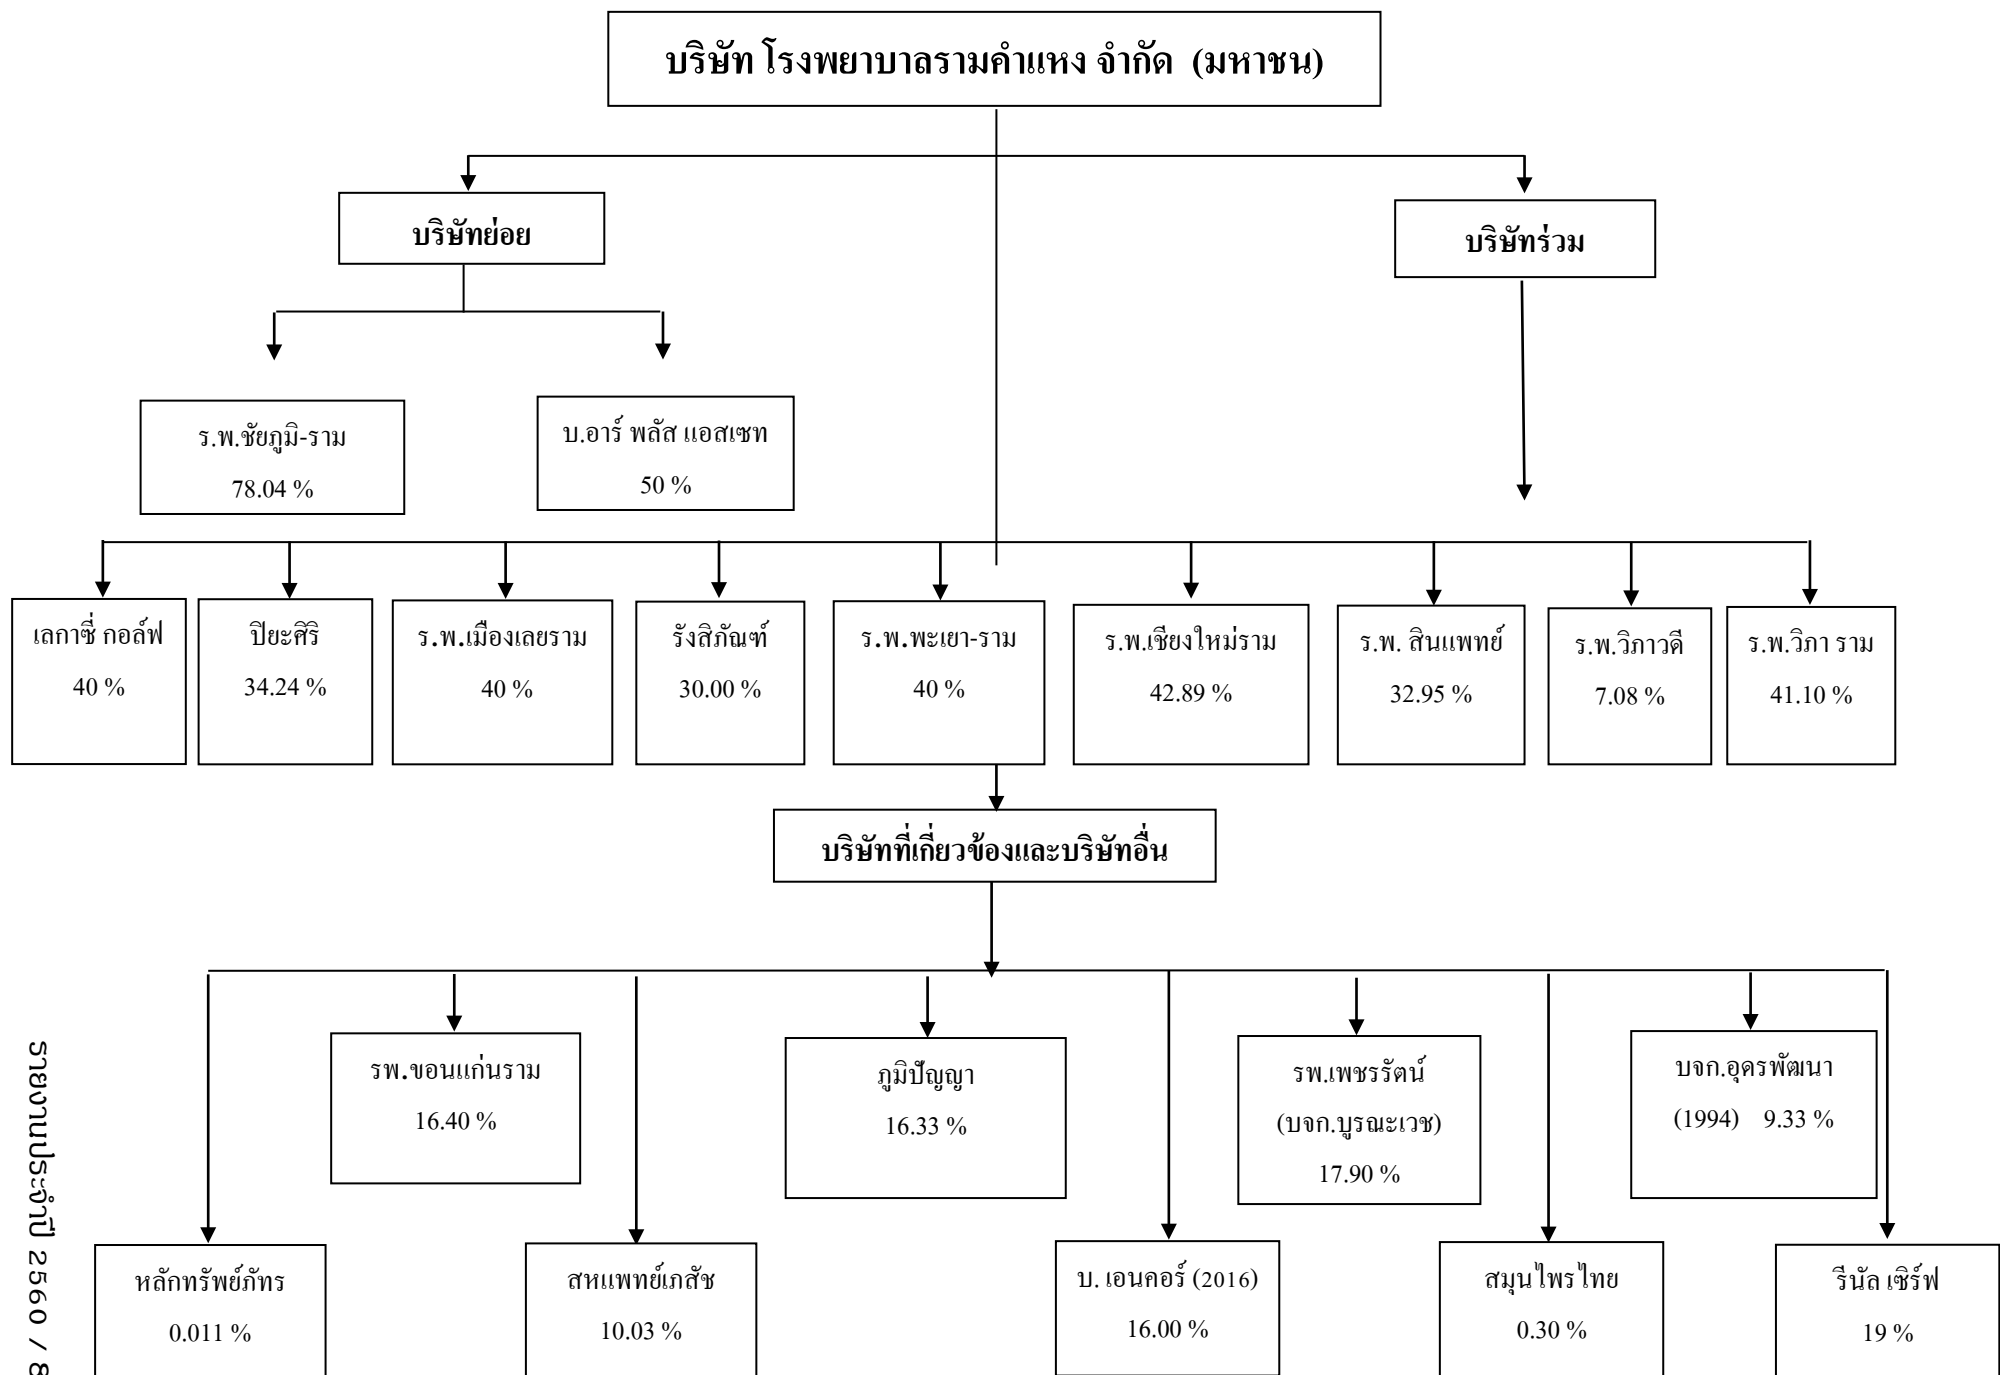 บริษัท โรงพยาบาลรามคำแหง จำกัด (มหาชน)
บริษัทย่อย
บริษัทร่วม
ร.พ.ชัยภูมิ-ราม
78.04 %
บ.อาร์ พลัส แอสเซท
50 %
เลกาซี่ กอล์ฟ
40 %
ปิยะศิริ
34.24 %
ร.พ.เมืองเลยราม
40 %
รังสิภัณฑ์
30.00 %
ร.พ.พะเยา-ราม
40 %
ร.พ.เชียงใหม่ราม
42.89 %
ร.พ. สินแพทย์
32.95 %
ร.พ.วิภาวดี
7.08 %
ร.พ.วิภา ราม
41.10 %
บริษัทที่เกี่ยวข้องและบริษัทอื่น
รพ.ขอนแก่นราม
16.40 %
ภูมิปัญญา
16.33 %
รพ.เพชรรัตน์
(บจก.บูรณะเวช)
17.90 %
บจก.อุดรพัฒนา
(1994) 9.33 %
หลักทรัพย์ภัทร
0.011 %
สหแพทย์เภสัช
10.03 %
บ. เอนคอร์ (2016)
16.00 %
สมุนไพรไทย
0.30 %
รีนัล เซิร์ฟ
19 %
รายงานประจำปี 2560 / 8